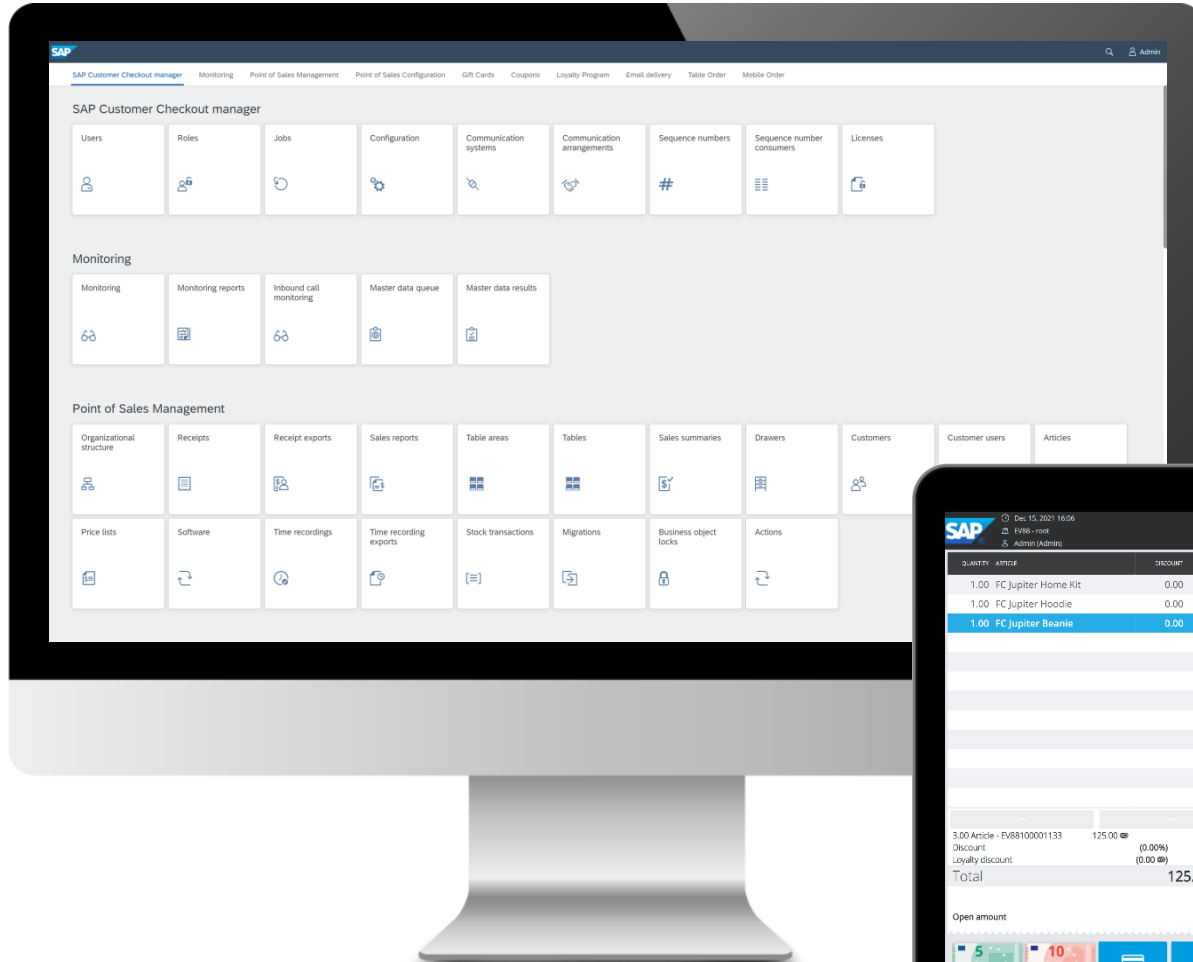 SAP
Admin
SAP Customer Checkout manager Monitoring Point of Sales Management Point of Sales Configuration Gift Cards Coupons Loyalty Program Email delivery Table Order Mobile Order
SAP Customer Checkout manager
Users Roles Jobs Configuration Communication systems Communication arrangements Sequence numbers Sequence number consumers Licenses
Monitoring
Monitoring Monitoring reports Inbound call monitoring Master data queue Master data results
Point of Sales Management
Organizational structure Receipts Receipt exports Sales reports Table areas Tables Sales summaries Drawers Customers Customer users Articles
Price lists Software Time recordings Time recording exports Stock transactions Migrations Business object locks Actions
SAP
Dec 15, 2021 16:06
EV88 - root
Admin (Admin)
QUANTITY ARTICLE DISCOUNT
1.00 FC Jupiter Home Kit 0.00
1.00 FC Jupiter Hoodie 0.00
1.00 FC Jupiter Beanie 0.00
3.00 Article - EV88100001133 125.00
Discount (0.00%)
Loyalty discount (0.00)
Total 125.
Open amount
5 10